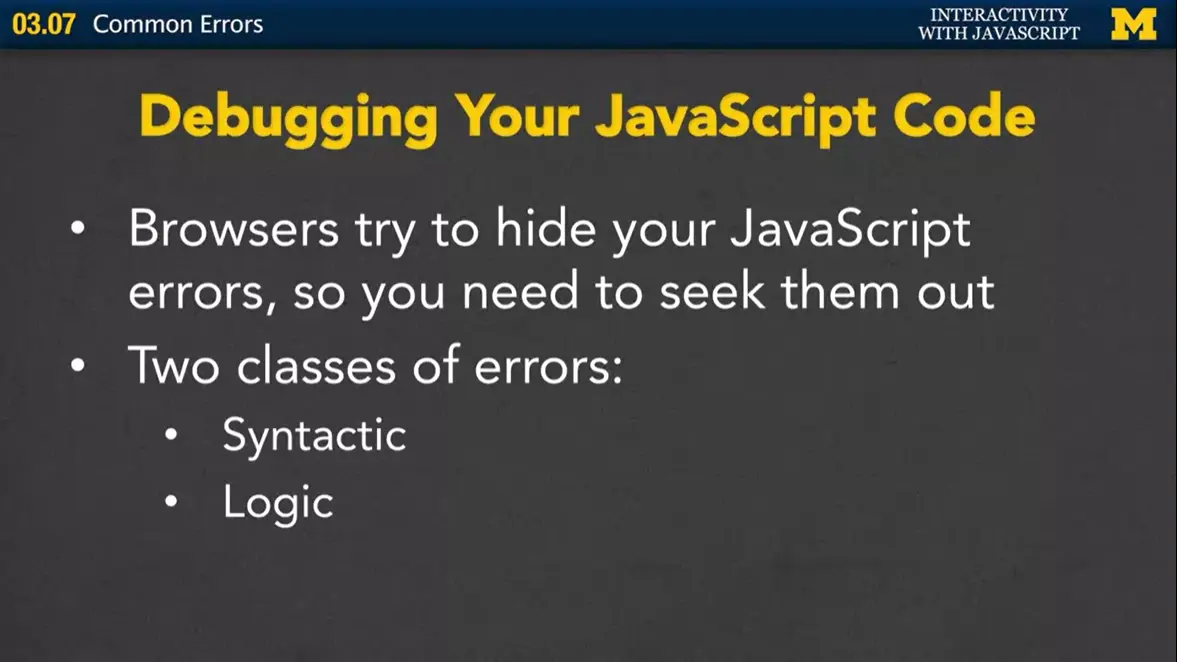 03.07 Common Errors
INTERACTIVITY
WITH JAVASCRIPT
M
Debugging Your JavaScript Code
• Browsers try to hide your JavaScript
errors, so you need to seek them out
• Two classes of errors:
• Syntactic
• Logic